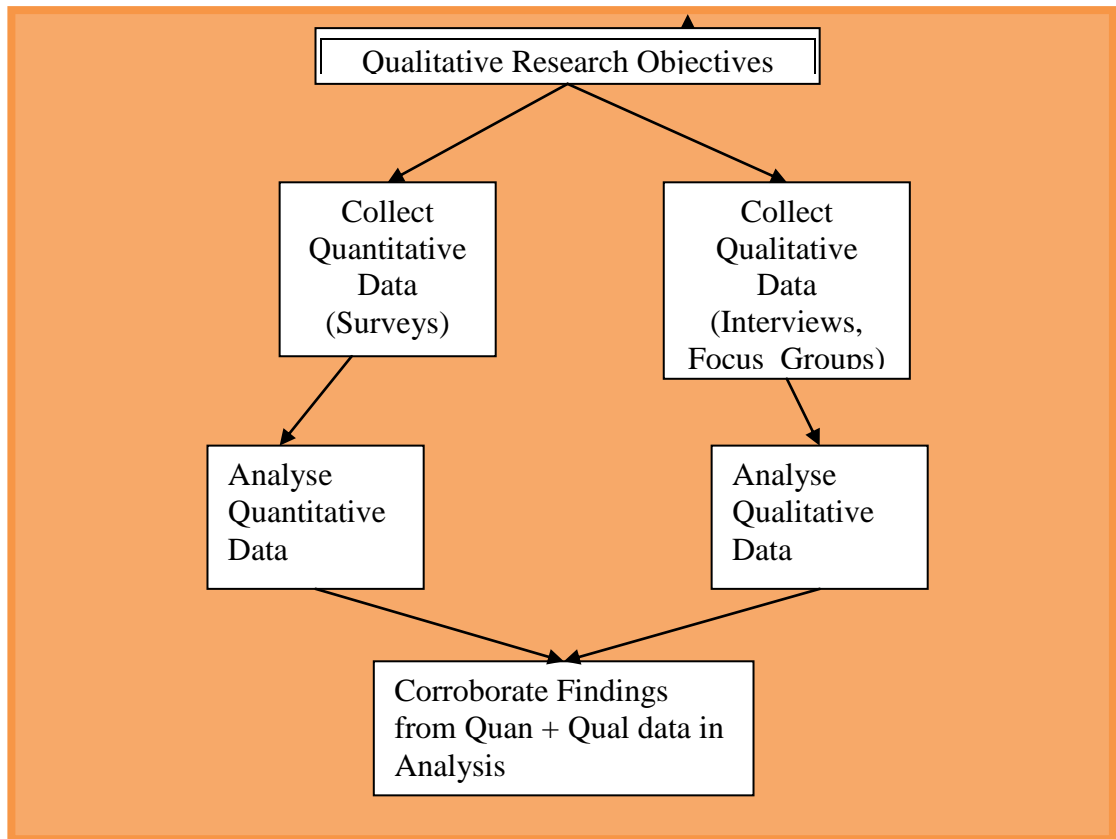 Qualitative Research Objectives
Collect
Quantitative
Data
(Surveys)
Collect
Qualitative
Data
(Interviews,
Focus Groups)
Analyse
Quantitative
Data
Analyse
Qualitative
Data
Corroborate Findings
from Quan + Qual data in
Analysis